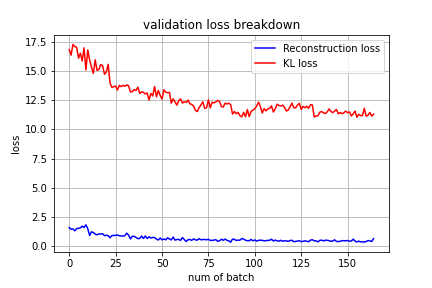 validation loss breakdown
17.5
15.0
12.5
10.0
7.5
5.0
2.5
0.0
loss
Reconstruction loss
KL loss
0 25 50 75 100 125 150
num of batch